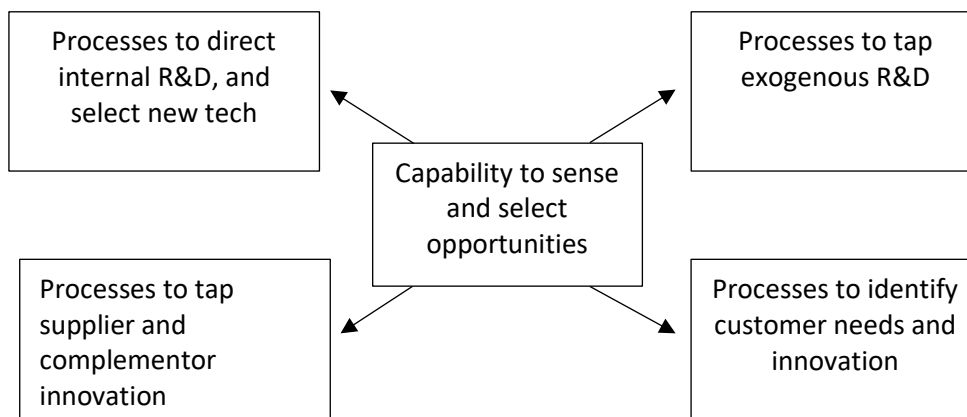 Processes to direct
internal R&D, and
select new tech
Processes to tap
exogenous R&D
Capability to sense
and select
opportunities
Processes to tap
supplier and
complementor
innovation
Processes to identify
customer needs and
innovation